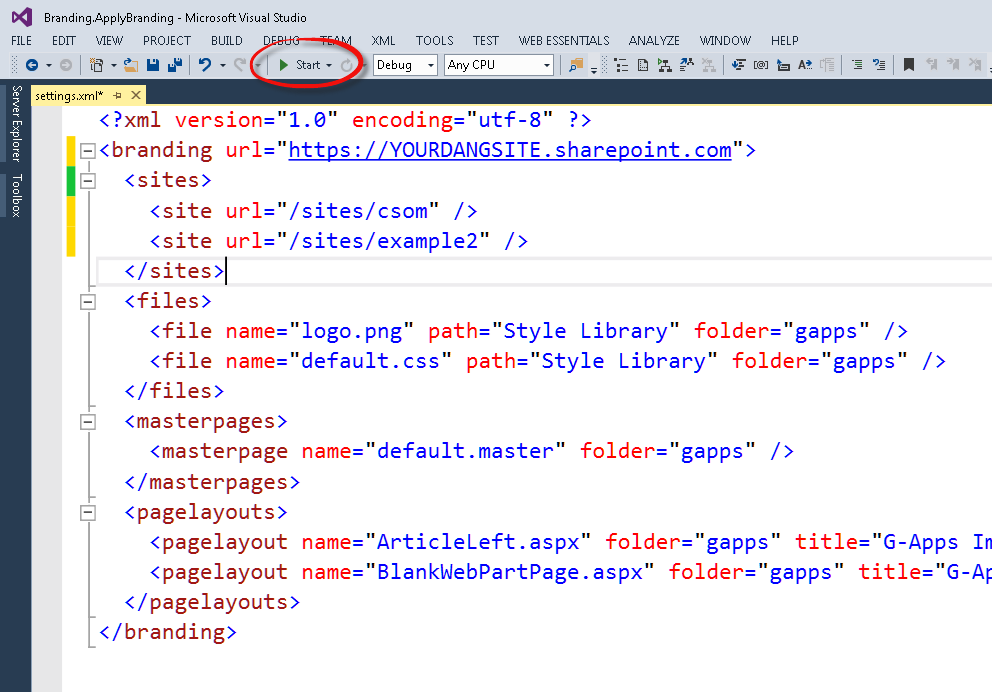 Branding.ApplyBranding - Microsoft Visual Studio
FILE EDIT VIEW PROJECT BUILD DEBUG TEAM XML TOOLS TEST WEB ESSENTIALS ANALYZE WINDOW HELP
Start Debug Any CPU
settings.xml*
Server Explorer
Toolbox
<?xml version="1.0" encoding="utf-8" ?>
<branding url="https://YOURDANGSITE.sharepoint.com">
<sites>
<site url="/sites/csom" />
<site url="/sites/example2" />
</sites>
<files>
<file name="logo.png" path="Style Library" folder="gapps" />
<file name="default.css" path="Style Library" folder="gapps" />
</files>
<masterpages>
<masterpage name="default.master" folder="gapps" />
</masterpages>
<pagelayouts>
<pagelayout name="ArticleLeft.aspx" folder="gapps" title="G-Apps Im
<pagelayout name="BlankWebPartPage.aspx" folder="gapps" title="G-Ap
</pagelayouts>
</branding>